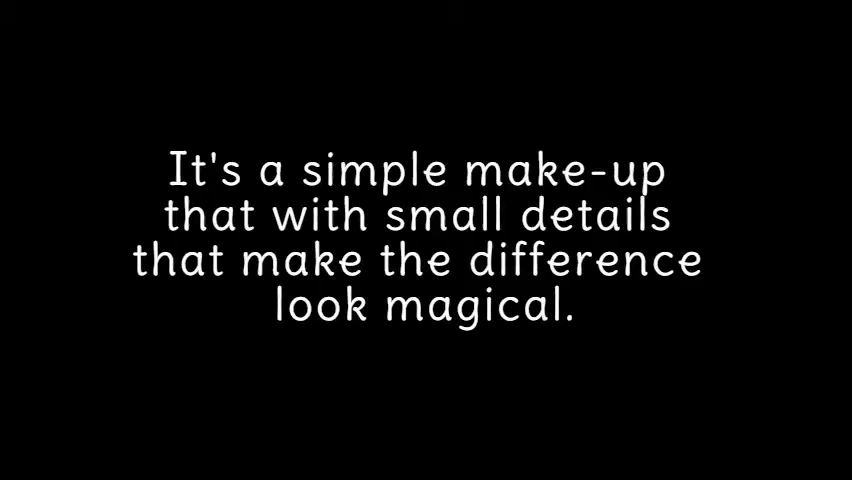 It's a simple make-up
that with small details
that make the difference
look magical.